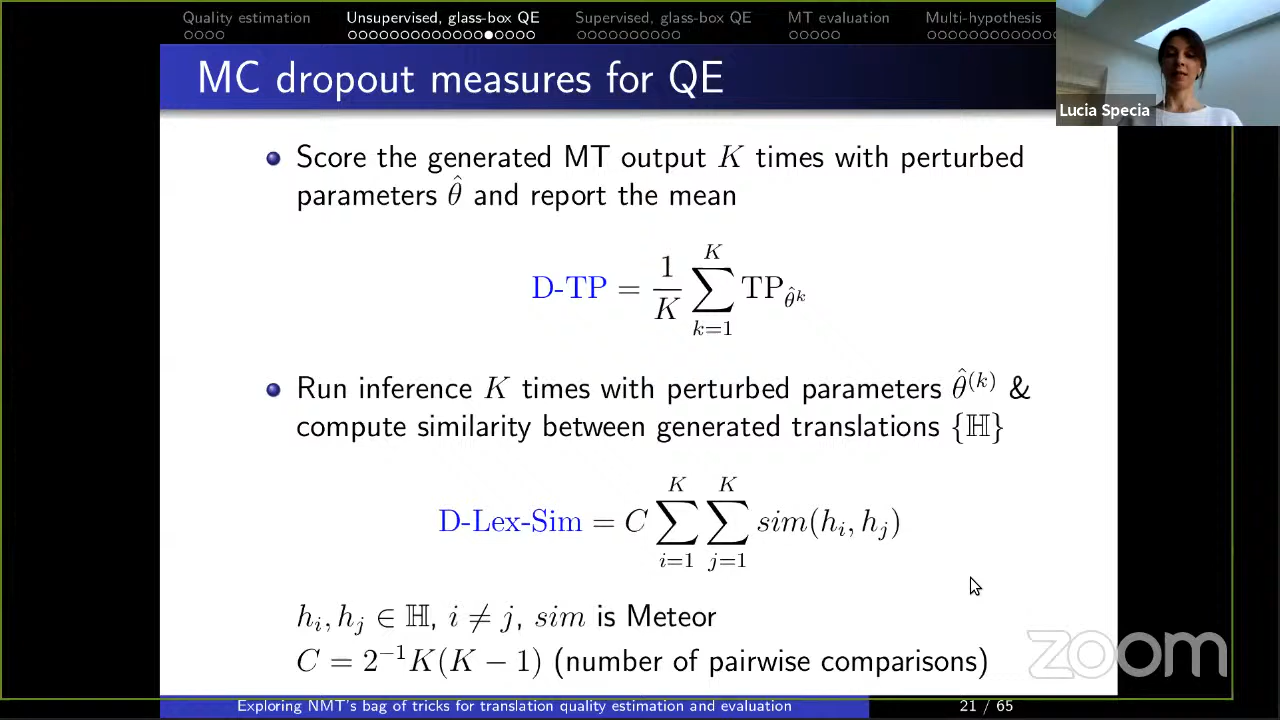 Quality estimation Unsupervised, glass-box QE Supervised, glass-box QE MT evaluation Multi-hypothesis
MC dropout measures for QE
Lucia Specia
Score the generated MT output K times with perturbed
parameters θ̂ and report the mean
D-TP = 1/K ∑_{k=1}^{K} TP_{θ̂^k}
Run inference K times with perturbed parameters θ̂^{(k)} &
compute similarity between generated translations {ℍ}
D-Lex-Sim = C ∑_{i=1}^{K} ∑_{j=1}^{K} sim(h_i, h_j)
h_i, h_j ∈ ℍ, i ≠ j, sim is Meteor
C = 2^{−1}K(K − 1) (number of pairwise comparisons)
zoom
Exploring NMT's bag of tricks for translation quality estimation and evaluation 21 / 65